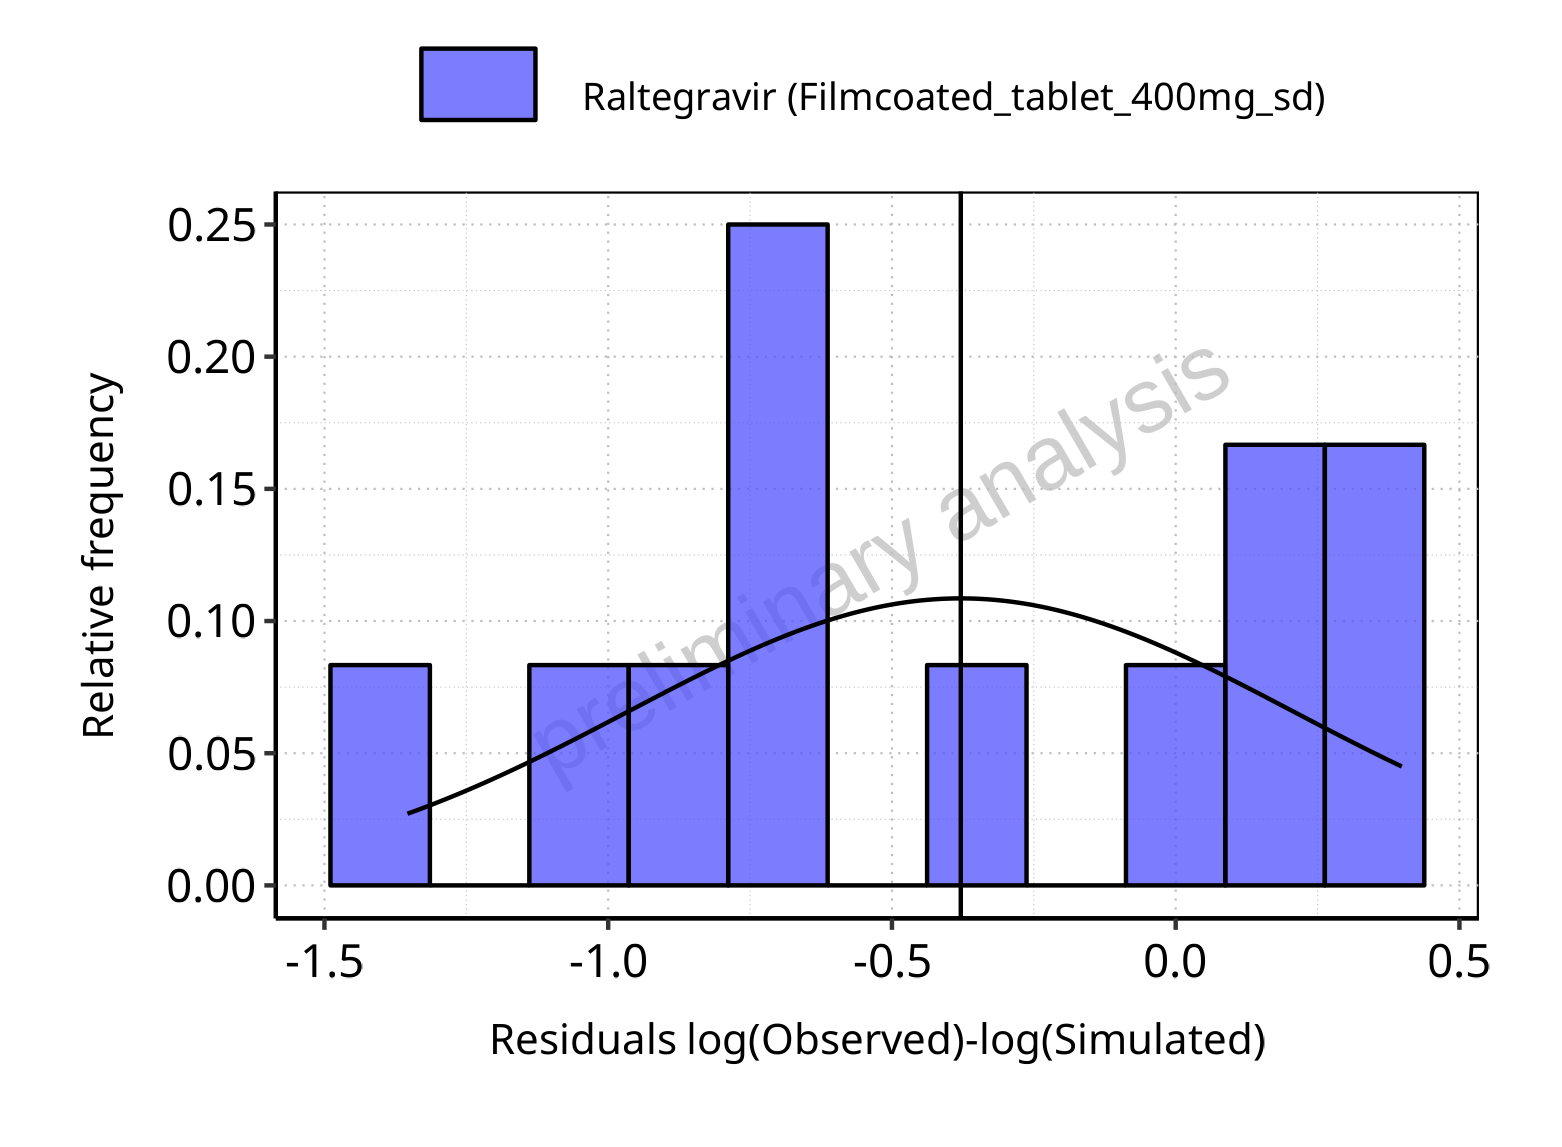 Raltegravir (Filmcoated_tablet_400mg_sd)
0.25
0.20
0.15
0.10
0.05
0.00
Relative frequency
preliminary analysis
-1.5 -1.0 -0.5 0.0 0.5
Residuals log(Observed)-log(Simulated)